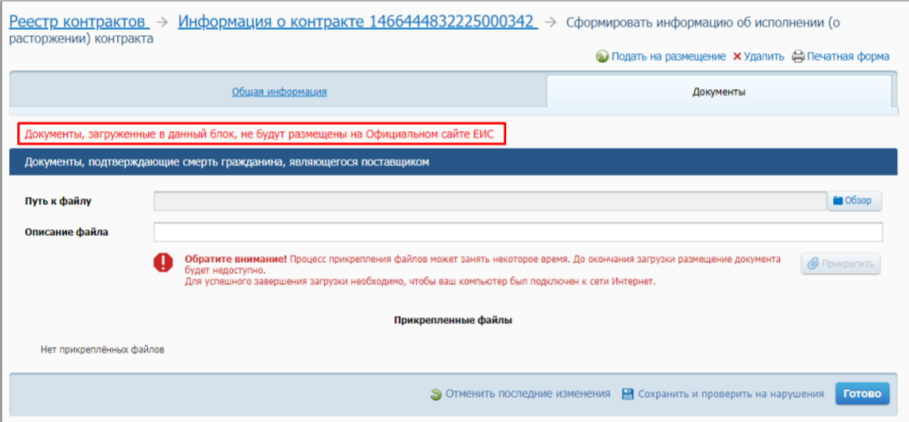 Реестр контрактов → Информация о контракте 1466444832225000342 → Сформировать информацию об исполнении (о
расторжении) контракта
Подать на размещение Удалить Печатная форма
Общая информация Документы
Документы, загруженные в данный блок, не будут размещены на Официальном сайте ЕИС
Документы, подтверждающие смерть гражданина, являющегося поставщиком
Путь к файлу Обзор
Описание файла
Обратите внимание! Процесс прикрепления файлов может занять некоторое время. До окончания загрузки размещение документа
будет недоступно.
Для успешного завершения загрузки необходимо, чтобы ваш компьютер был подключен к сети Интернет.
Прикрепить
Прикрепленные файлы
Нет прикреплённых файлов
Отменить последние изменения Сохранить и проверить на нарушения Готово